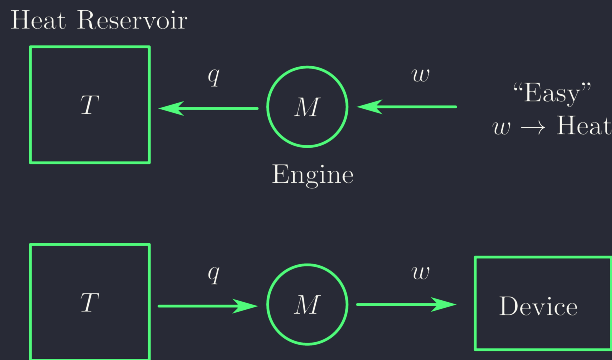 Heat Reservoir
q
w
T
M
“Easy”
w → Heat
Engine
q
w
T
M
Device